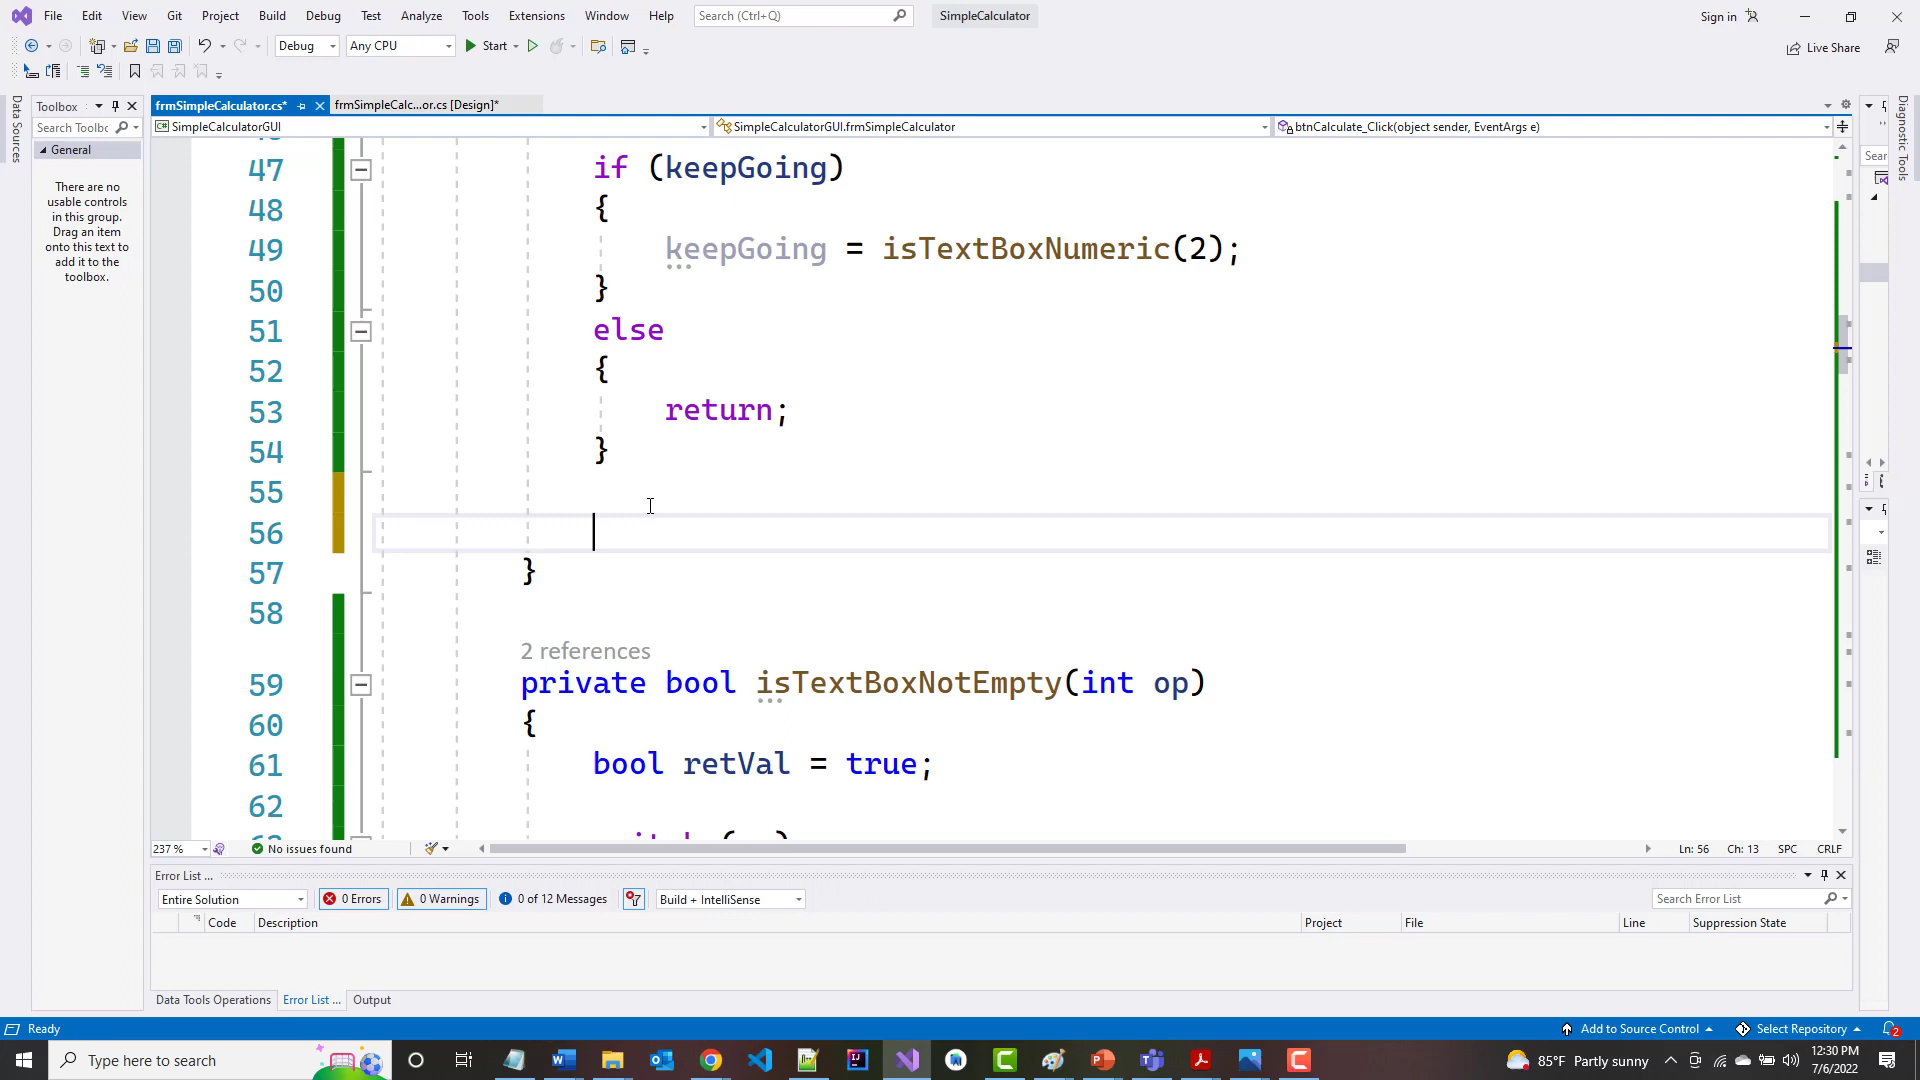 File Edit View Git Project Build Debug Test Analyze Tools Extensions Window Help Search (Ctrl+Q) SimpleCalculator Sign in
Debug Any CPU Start Live Share
Data Sources
Toolbox
Search Toolbc
General
There are no usable controls in this group. Drag an item onto this text to add it to the toolbox.
frmSimpleCalculator.cs* frmSimpleCalc...or.cs [Design]*
SimpleCalculatorGUI SimpleCalculatorGUI.frmSimpleCalculator btnCalculate_Click(object sender, EventArgs e)
Diagnostic Tools
Sear
47 if (keepGoing)
48 {
49 keepGoing = isTextBoxNumeric(2);
50 }
51 else
52 {
53 return;
54 }
55
56
57 }
58
2 references
59 private bool isTextBoxNotEmpty(int op)
60 {
61 bool retVal = true;
62
237 % No issues found Ln: 56 Ch: 13 SPC CRLF
Error List ...
Entire Solution 0 Errors 0 Warnings 0 of 12 Messages Build + IntelliSense Search Error List
Code Description Project File Line Suppression State
Data Tools Operations Error List ... Output
Ready Add to Source Control Select Repository 2
Type here to search 85°F Partly sunny 12:30 PM
7/6/2022